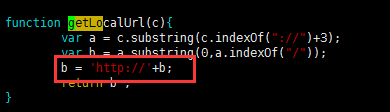 function getLocalUrl(c){
var a = c.substring(c.indexOf("://")+3);
var b = a.substring(0,a.indexOf("/"));
b = 'http://'+b;
return b ;
}